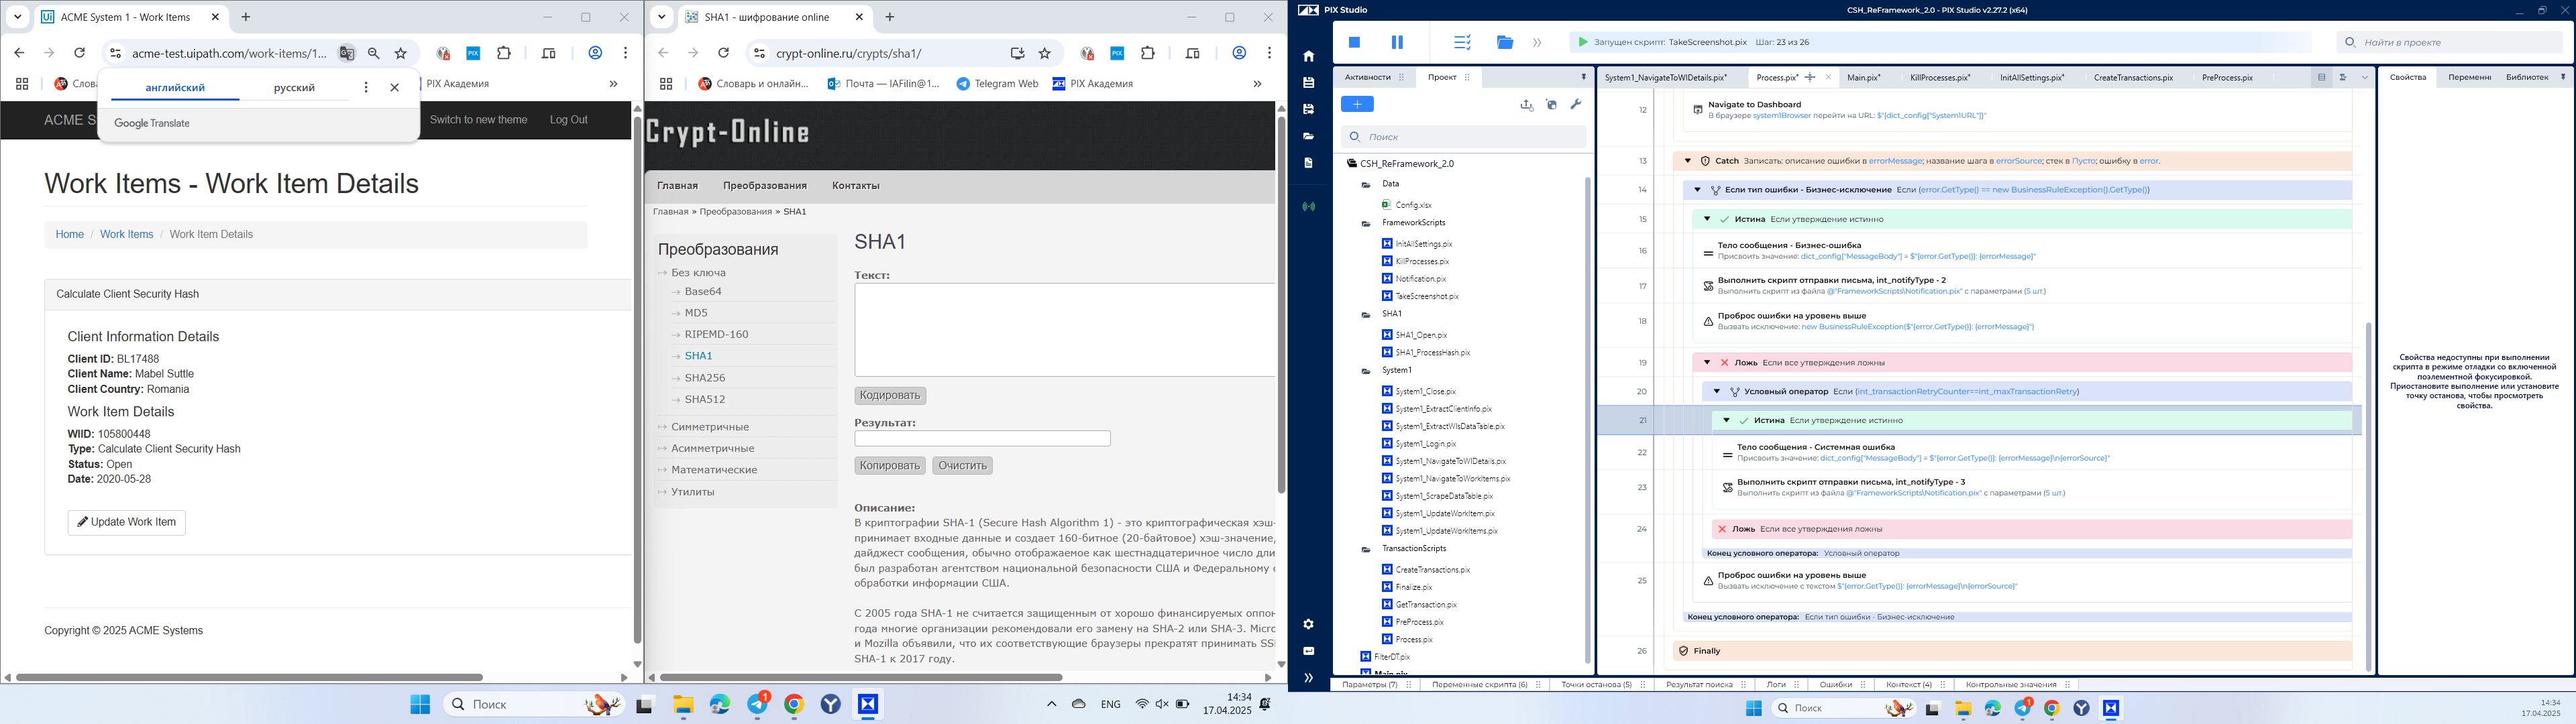 ACME System 1 - Work Items
acme-test.uipath.com/work-items/1...
PIX
Слова
английский
русский
PIX Академия
Google Translate
ACME S
Switch to new theme
Log Out
Work Items - Work Item Details
Home / Work Items / Work Item Details
Calculate Client Security Hash
Client Information Details
Client ID: BL17488
Client Name: Mabel Suttle
Client Country: Romania
Work Item Details
WIID: 105800448
Type: Calculate Client Security Hash
Status: Open
Date: 2020-05-28
Update Work Item
Copyright © 2025 ACME Systems
SHA1 - шифрование online
crypt-online.ru/crypts/sha1/
PIX
Словарь и онлайн...
Почта — IAFilin@1...
Telegram Web
PIX Академия
Crypt-Online
Главная
Преобразования
Контакты
Главная » Преобразования » SHA1
Преобразования
Без ключа
Base64
MD5
RIPEMD-160
SHA1
SHA256
SHA512
Симметричные
Асимметричные
Математические
Утилиты
SHA1
Текст:
Кодировать
Результат:
Копировать
Очистить
Описание:
В криптографии SHA-1 (Secure Hash Algorithm 1) - это криптографическая хэш-
принимает входные данные и создает 160-битное (20-байтовое) хэш-значение,
дайджест сообщения, обычно отображаемое как шестнадцатеричное число дли
был разработан агентством национальной безопасности США и Федеральному с
обработки информации США.
С 2005 года SHA-1 не считается защищенным от хорошо финансируемых оппон
года многие организации рекомендовали его замену на SHA-2 или SHA-3. Micro
и Mozilla объявили, что их соответствующие браузеры прекратят принимать SSI
SHA-1 к 2017 году.
Поиск
1
ENG
14:34
17.04.2025
PIX Studio
CSH_ReFramework_2.0 - PIX Studio v2.27.2 (x64)
Запущен скрипт: TakeScreenshot.pix Шаг: 23 из 26
Найти в проекте
Активности
Проект
Поиск
CSH_ReFramework_2.0
Data
Config.xlsx
FrameworkScripts
InitAllSettings.pix
KillProcesses.pix
Notification.pix
TakeScreenshot.pix
SHA1
SHA1_Open.pix
SHA1_ProcessHash.pix
System1
System1_Close.pix
System1_ExtractClientInfo.pix
System1_ExtractWIsDataTable.pix
System1_Login.pix
System1_NavigateToWIDetails.pix
System1_NavigateToWorkItems.pix
System1_ScrapeDataTable.pix
System1_UpdateWorkItem.pix
System1_UpdateWorkItems.pix
TransactionScripts
CreateTransactions.pix
Finalize.pix
GetTransaction.pix
PreProcess.pix
Process.pix
FilterDT.pix
Main.pix
System1_NavigateToWIDetails.pix*
Process.pix*
Main.pix*
KillProcesses.pix*
InitAllSettings.pix*
CreateTransactions.pix
PreProcess.pix
12
Navigate to Dashboard
В браузере system1Browser перейти на URL: $"{dict_config["System1URL"]}"
13
Catch Записать: описание ошибки в errorMessage; название шага в errorSource; стек в Пусто; ошибку в error.
14
Если тип ошибки - Бизнес-исключение Если (error.GetType() == new BusinessRuleException().GetType())
15
Истина Если утверждение истинно
16
Тело сообщения - Бизнес-ошибка
Присвоить значение: dict_config["MessageBody"] = $"{error.GetType()}: {errorMessage}"
17
Выполнить скрипт отправки письма, int_notifyType - 2
Выполнить скрипт из файла @"FrameworkScripts\Notification.pix" с параметрами (5 шт.)
18
Проброс ошибки на уровень выше
Вызвать исключение: new BusinessRuleException($"{error.GetType()}: {errorMessage}")
19
Ложь Если все утверждения ложны
20
Условный оператор Если (int_transactionRetryCounter==int_maxTransactionRetry)
21
Истина Если утверждение истинно
22
Тело сообщения - Системная ошибка
Присвоить значение: dict_config["MessageBody"] = $"{error.GetType()}: {errorMessage}\n{errorSource}"
23
Выполнить скрипт отправки письма, int_notifyType - 3
Выполнить скрипт из файла @"FrameworkScripts\Notification.pix" с параметрами (5 шт.)
24
Ложь Если все утверждения ложны
Конец условного оператора: Условный оператор
25
Проброс ошибки на уровень выше
Вызвать исключение с текстом $"{error.GetType()}: {errorMessage}\n{errorSource}"
Конец условного оператора: Если тип ошибки - Бизнес-исключение
26
Finally
Свойства
Переменны
Библиотек
Свойства недоступны при выполнении
скрипта в режиме отладки со включенной
поэлементной фокусировкой.
Приостановите выполнение или установите
точку останова, чтобы просмотреть
свойства.
Параметры (7)
Переменные скрипта (6)
Точки останова (5)
Результат поиска
Логи
Ошибки
Контекст (4)
Контрольные значения
Поиск
1
14:34
17.04.2025